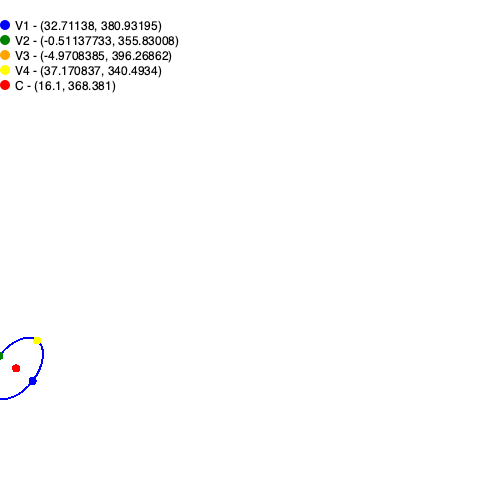 V1 - (32.71138, 380.93195)
V2 - (-0.51137733, 355.83008)
V3 - (-4.9708385, 396.26862)
V4 - (37.170837, 340.4934)
C - (16.1, 368.381)